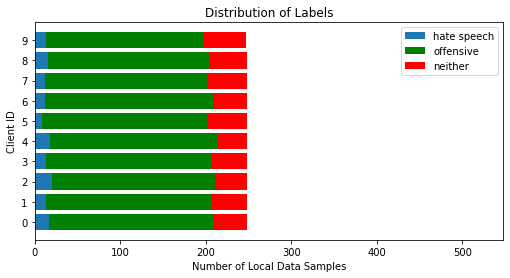 Distribution of Labels
hate speech
offensive
neither
Client ID
9
8
7
6
5
4
3
2
1
0
0 100 200 300 400 500
Number of Local Data Samples